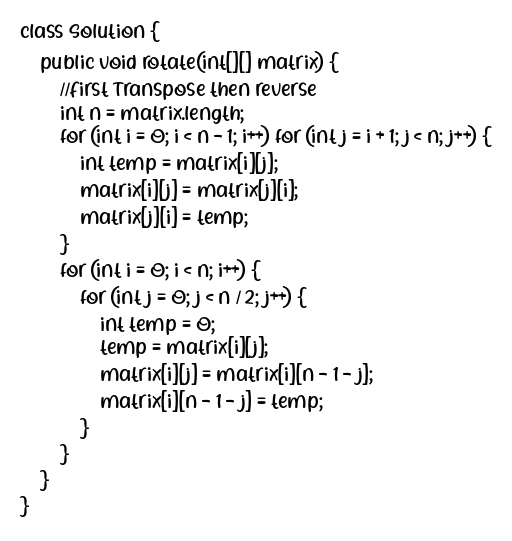 class Solution {
public void rotate(int[][] matrix) {
//First Transpose then reverse
int n = matrix.length;
for (int i = 0; i < n - 1; i++) for (int j = i + 1; j < n; j++) {
int temp = matrix[i][j];
matrix[i][j] = matrix[j][i];
matrix[j][i] = temp;
}
for (int i = 0; i < n; i++) {
for (int j = 0; j < n / 2; j++) {
int temp = 0;
temp = matrix[i][j];
matrix[i][j] = matrix[i][n - 1 - j];
matrix[i][n - 1 - j] = temp;
}
}
}
}